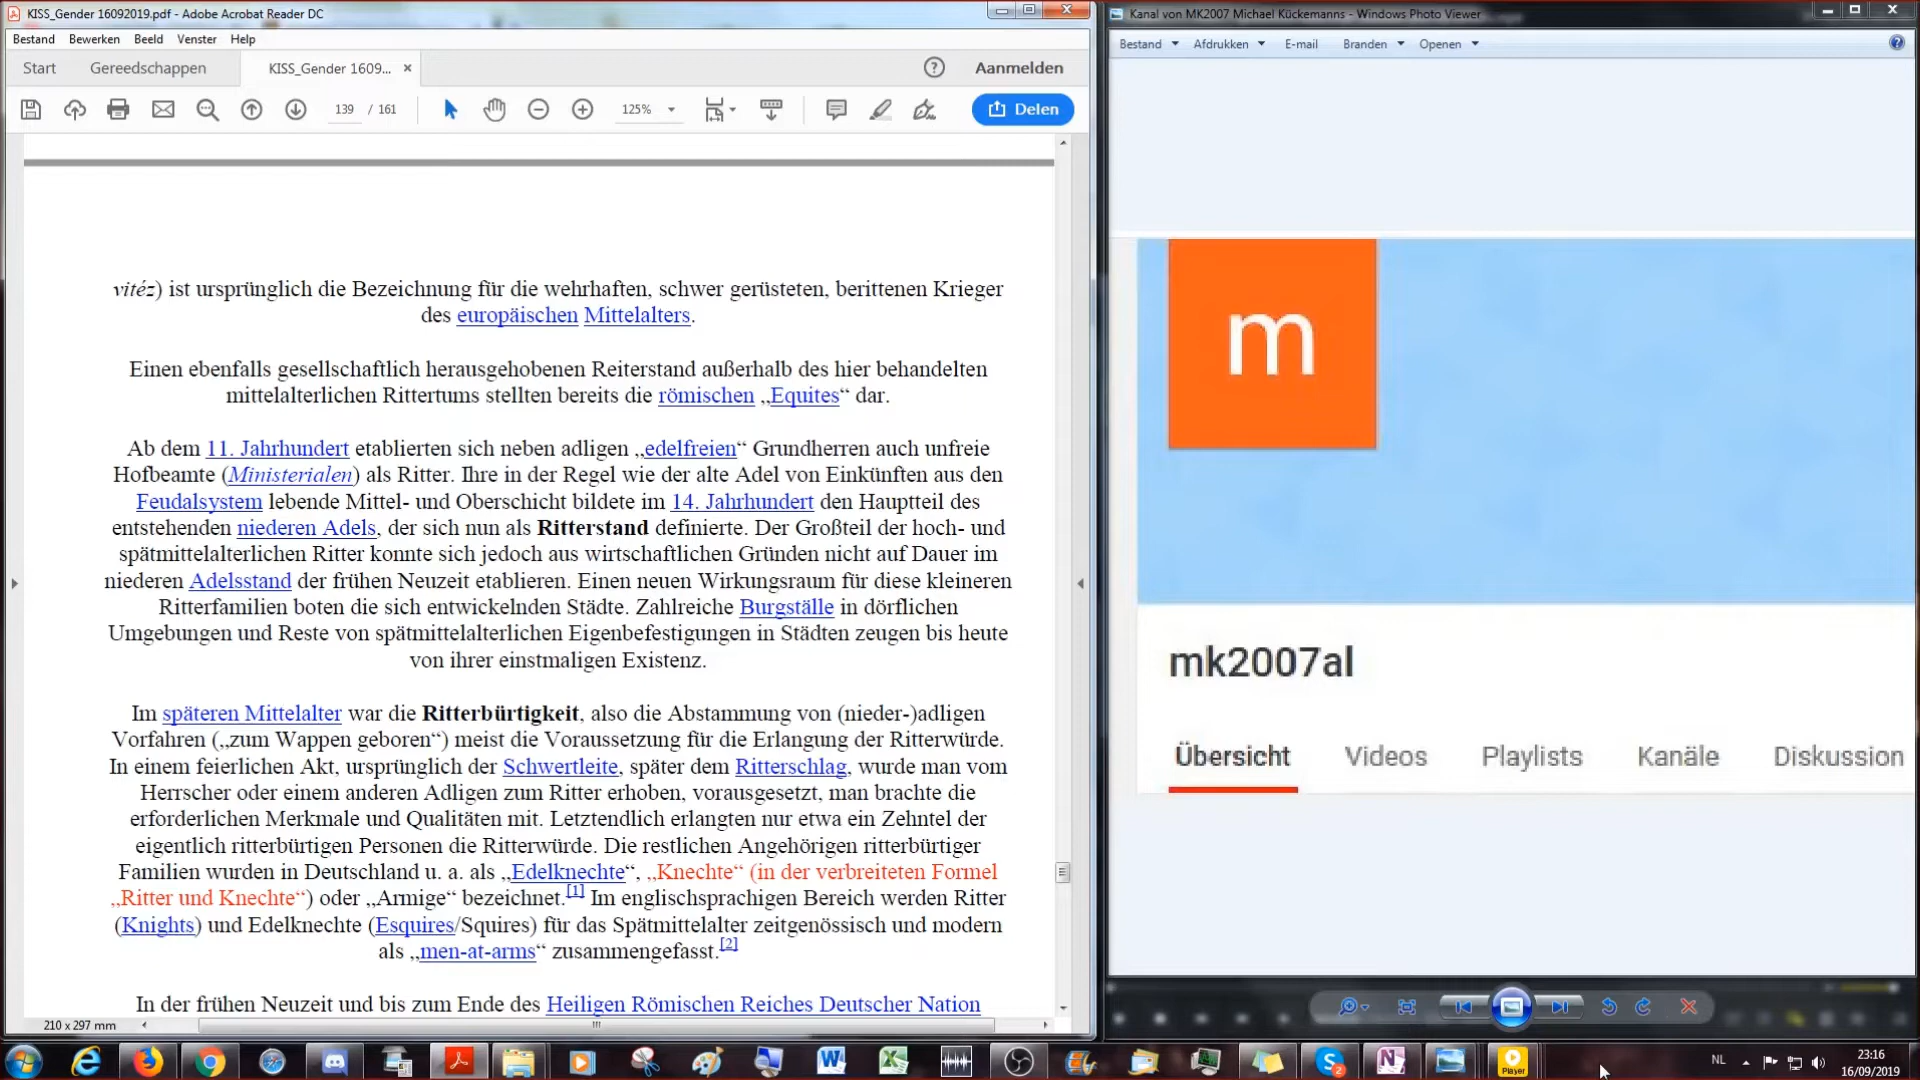 KISS_Gender 16092019.pdf - Adobe Acrobat Reader DC
Bestand Bewerken Beeld Venster Help
Start Gereedschappen KISS_Gender 1609... × Aanmelden
139 / 161 125% Delen
vitéz) ist ursprünglich die Bezeichnung für die wehrhaften, schwer gerüsteten, berittenen Krieger
des europäischen Mittelalters.
Einen ebenfalls gesellschaftlich herausgehobenen Reiterstand außerhalb des hier behandelten
mittelalterlichen Rittertums stellten bereits die römischen „Equites“ dar.
Ab dem 11. Jahrhundert etablierten sich neben adligen „edelfreien“ Grundherren auch unfreie
Hofbeamte (Ministerialen) als Ritter. Ihre in der Regel wie der alte Adel von Einkünften aus den
Feudalsystem lebende Mittel- und Oberschicht bildete im 14. Jahrhundert den Hauptteil des
entstehenden niederen Adels, der sich nun als Ritterstand definierte. Der Großteil der hoch- und
spätmittelalterlichen Ritter konnte sich jedoch aus wirtschaftlichen Gründen nicht auf Dauer im
niederen Adelsstand der frühen Neuzeit etablieren. Einen neuen Wirkungsraum für diese kleineren
Ritterfamilien boten die sich entwickelnden Städte. Zahlreiche Burgställe in dörflichen
Umgebungen und Reste von spätmittelalterlichen Eigenbefestigungen in Städten zeugen bis heute
von ihrer einstmaligen Existenz.
Im späteren Mittelalter war die Ritterbürtigkeit, also die Abstammung von (nieder-)adligen
Vorfahren („zum Wappen geboren“) meist die Voraussetzung für die Erlangung der Ritterwürde.
In einem feierlichen Akt, ursprünglich der Schwertleite, später dem Ritterschlag, wurde man vom
Herrscher oder einem anderen Adligen zum Ritter erhoben, vorausgesetzt, man brachte die
erforderlichen Merkmale und Qualitäten mit. Letztendlich erlangten nur etwa ein Zehntel der
eigentlich ritterbürtigen Personen die Ritterwürde. Die restlichen Angehörigen ritterbürtiger
Familien wurden in Deutschland u. a. als „Edelknechte“, „Knechte“ (in der verbreiteten Formel
„Ritter und Knechte“) oder „Armige“ bezeichnet.[1] Im englischsprachigen Bereich werden Ritter
(Knights) und Edelknechte (Esquires/Squires) für das Spätmittelalter zeitgenössisch und modern
als „men-at-arms“ zusammengefasst.[2]
In der frühen Neuzeit und bis zum Ende des Heiligen Römischen Reiches Deutscher Nation
210 x 297 mm
Kanal von MK2007 Michael Kückemanns - Windows Photo Viewer
Bestand Afdrukken E-mail Branden Openen
m
mk2007al
Übersicht Videos Playlists Kanäle Diskussion
Player
NL
23:16
16/09/2019